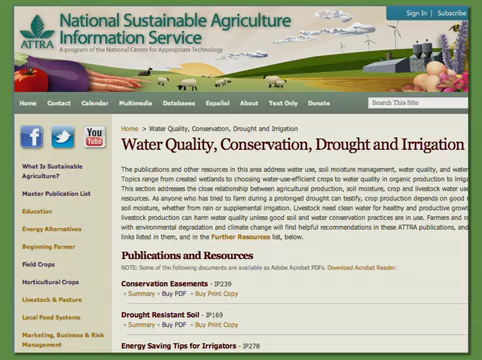 Sign In | Subscribe
National Sustainable Agriculture
Information Service
A program of the National Center for Appropriate Technology
ATTRA
Home Contact Calendar Multimedia Databases Español About Text Only Donate
Search This Site
You Tube
Home > Water Quality, Conservation, Drought and Irrigation
Water Quality, Conservation, Drought and Irrigation
The publications and other resources in this area address water use, soil moisture management, water quality, and water
Topics range from created wetlands to choosing water-use-efficient crops to water quality in organic production to irriga
This section addresses the close relationship between agricultural production, soil moisture, crop and livestock water use
resources. As anyone who has tried to farm during a prolonged drought can testify, crop production depends on good m
soil moisture, whether from rain or supplemental irrigation. Livestock need clean water for healthy and productive growt
livestock production can harm water quality unless good soil and water conservation practices are in use. Farmers and ra
with environmental degradation and climate change will find helpful recommendations in these ATTRA publications, and
links listed in them, and in the Further Resources list, below.
Publications and Resources
NOTE: Some of the following documents are available as Adobe Acrobat PDFs. Download Acrobat Reader.
Conservation Easements - IP239
Summary Buy PDF Buy Print Copy
Drought Resistant Soil - IP169
Summary Buy PDF Buy Print Copy
Energy Saving Tips for Irrigators - IP278
What Is Sustainable
Agriculture?
Master Publication List
Education
Energy Alternatives
Beginning Farmer
Field Crops
Horticultural Crops
Livestock & Pasture
Local Food Systems
Marketing, Business & Risk
Management